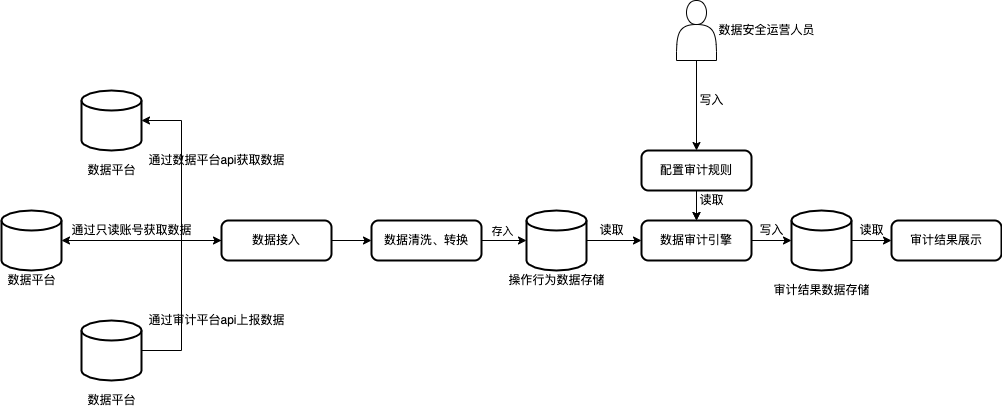 数据安全运营人员
写入
通过数据平台api获取数据
数据平台
配置审计规则
读取
通过只读账号获取数据
数据平台
数据接入
数据清洗、转换
存入
操作行为数据存储
读取
数据审计引擎
写入
审计结果数据存储
读取
审计结果展示
通过审计平台api上报数据
数据平台